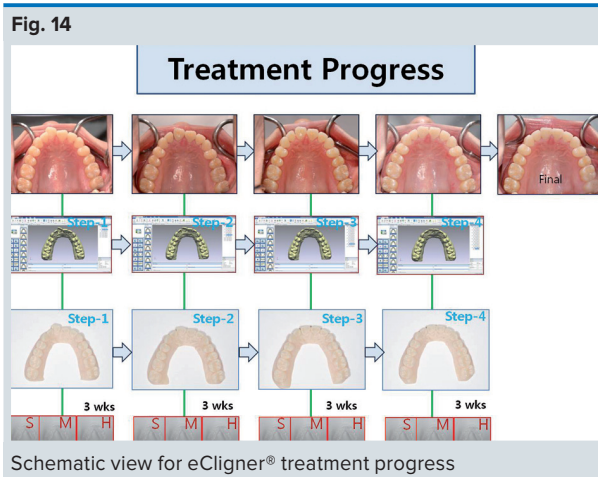 Fig. 14
Treatment Progress
Final
Step-1
Step-2
Step-3
Step-4
Step-1
Step-2
Step-3
Step-4
3 wks
3 wks
3 wks
3 wks
S M H
S M H
S M H
S M H
Schematic view for eCligner® treatment progress